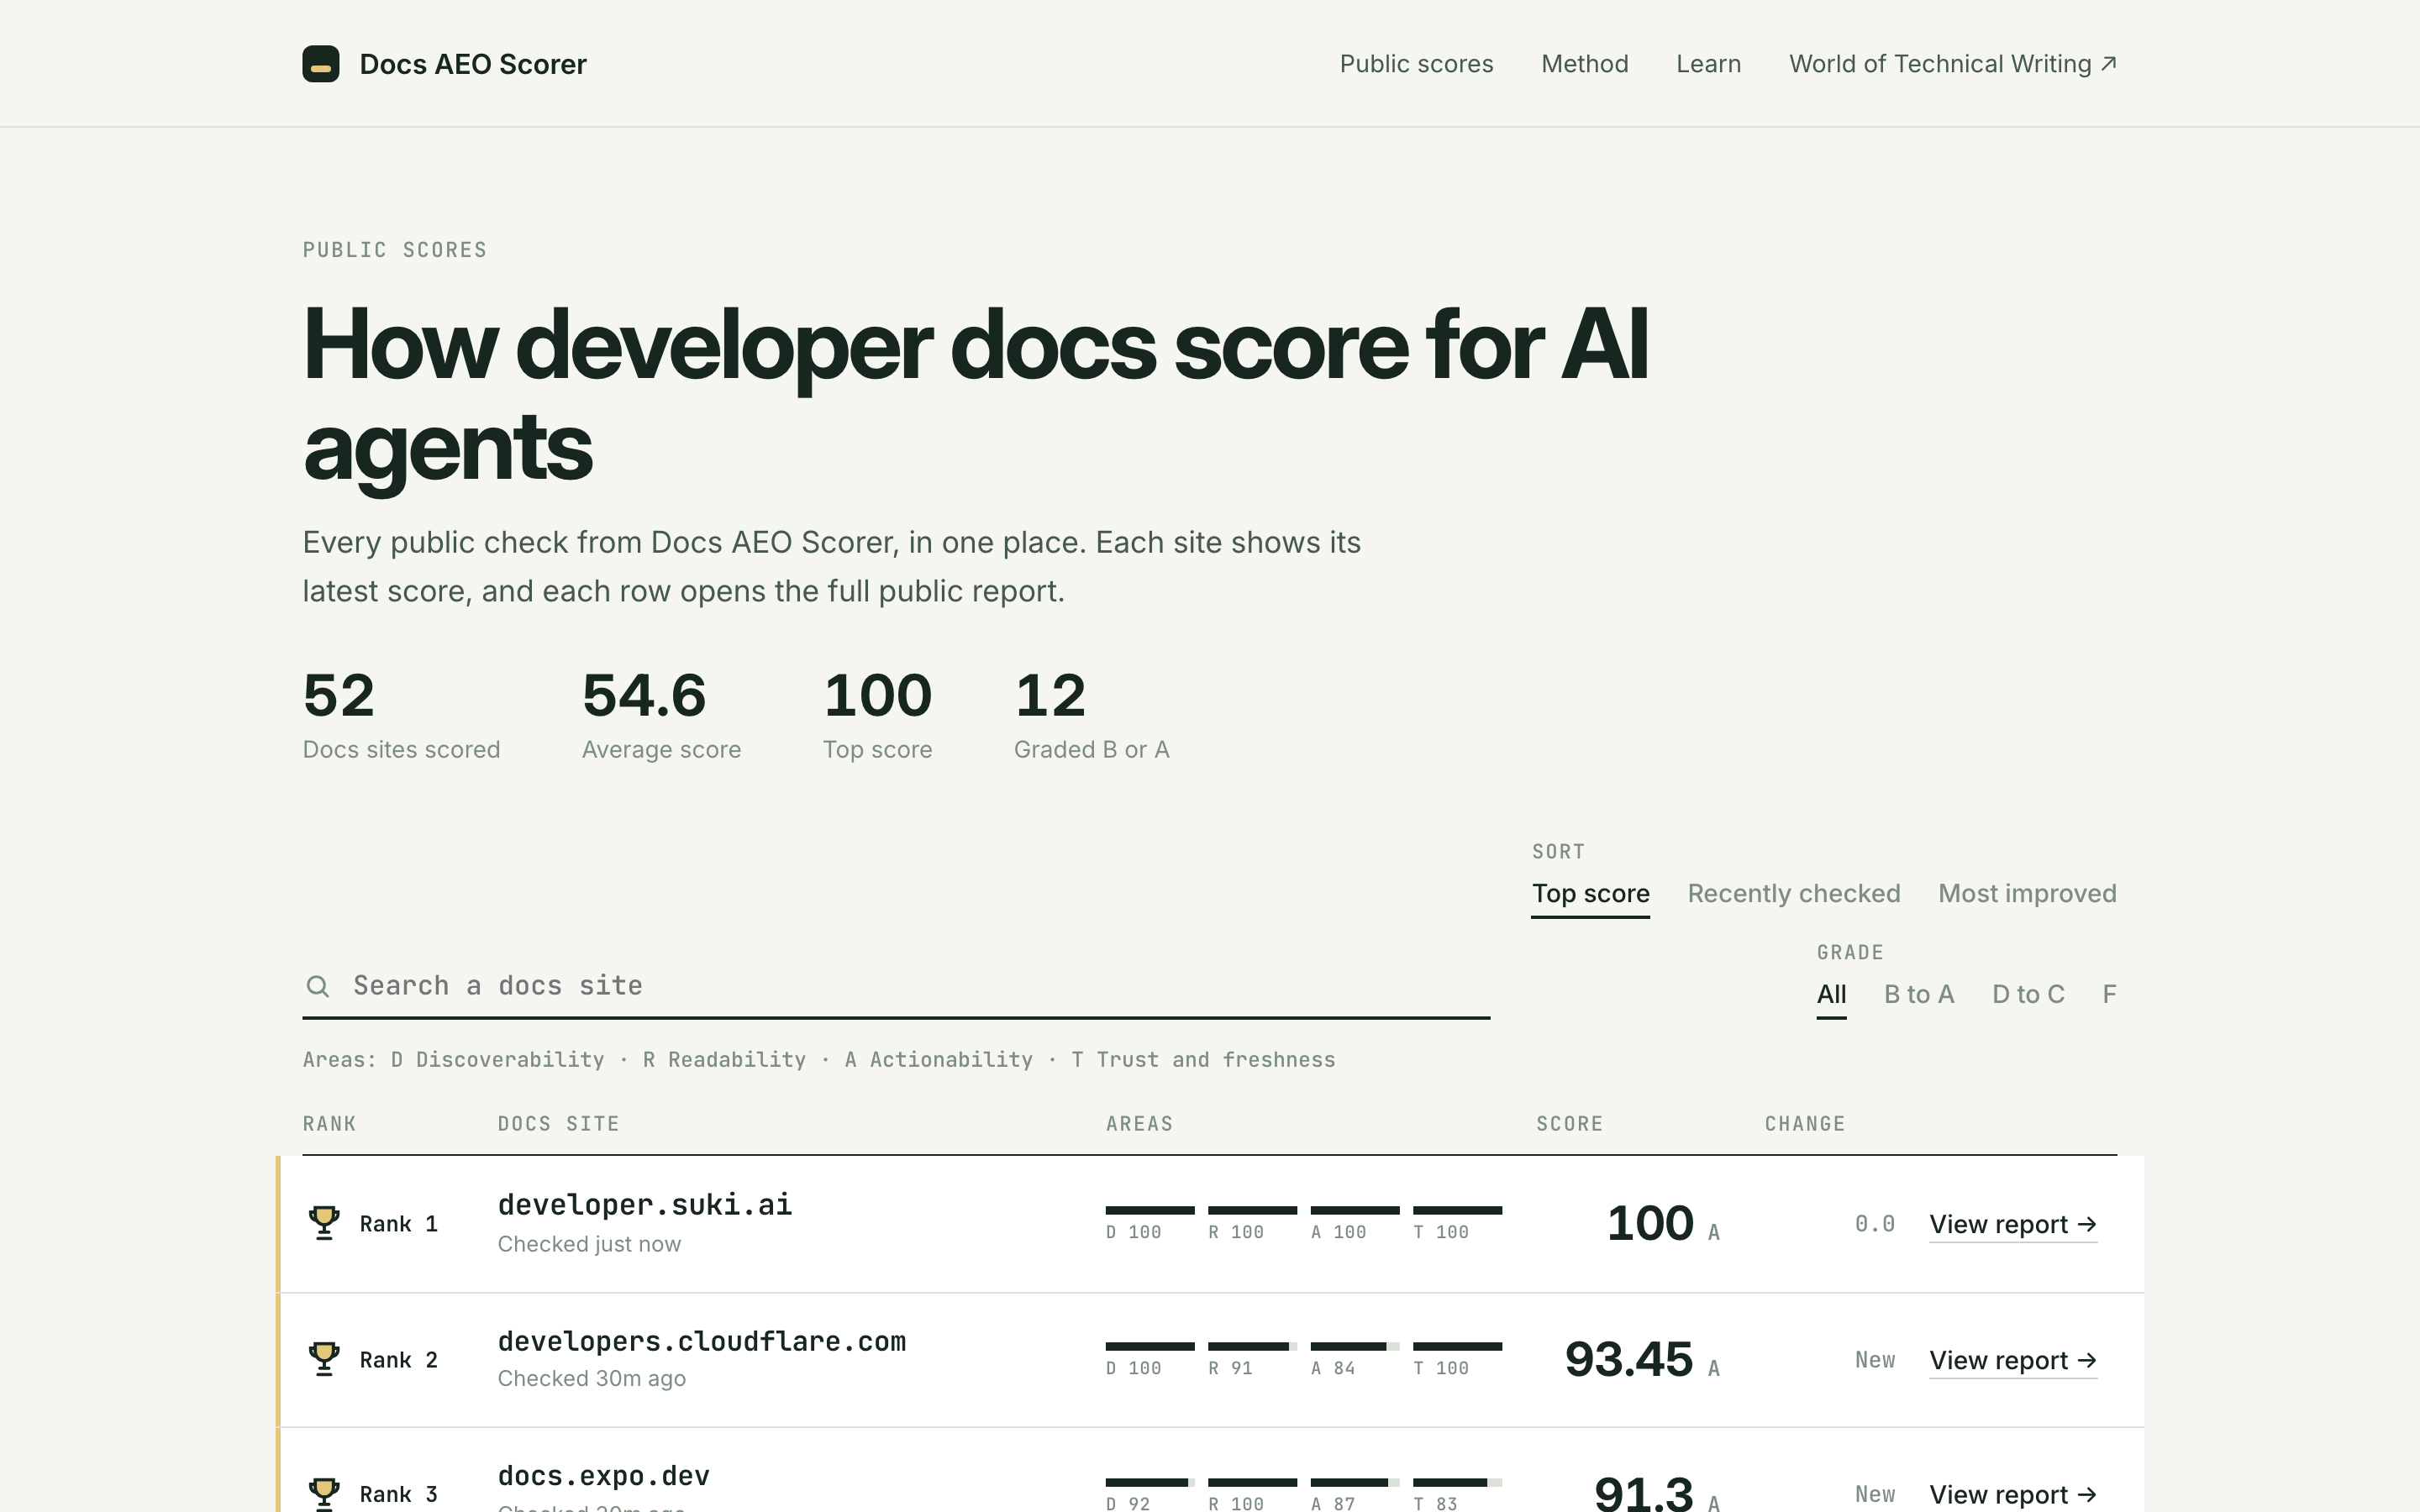 Docs AEO Scorer
Public scores Method Learn World of Technical Writing ↗
PUBLIC SCORES
How developer docs score for AI
agents
Every public check from Docs AEO Scorer, in one place. Each site shows its
latest score, and each row opens the full public report.
52 54.6 100 12
Docs sites scored Average score Top score Graded B or A
SORT
Top score Recently checked Most improved
GRADE
All B to A D to C F
Search a docs site
Areas: D Discoverability · R Readability · A Actionability · T Trust and freshness
RANK DOCS SITE AREAS SCORE CHANGE
Rank 1 developer.suki.ai 100 A 0.0 View report →
Checked just now D 100 R 100 A 100 T 100
Rank 2 developers.cloudflare.com 93.45 A New View report →
Checked 30m ago D 100 R 91 A 84 T 100
Rank 3 docs.expo.dev 91.3 A New View report →
D 92 R 100 A 87 T 83